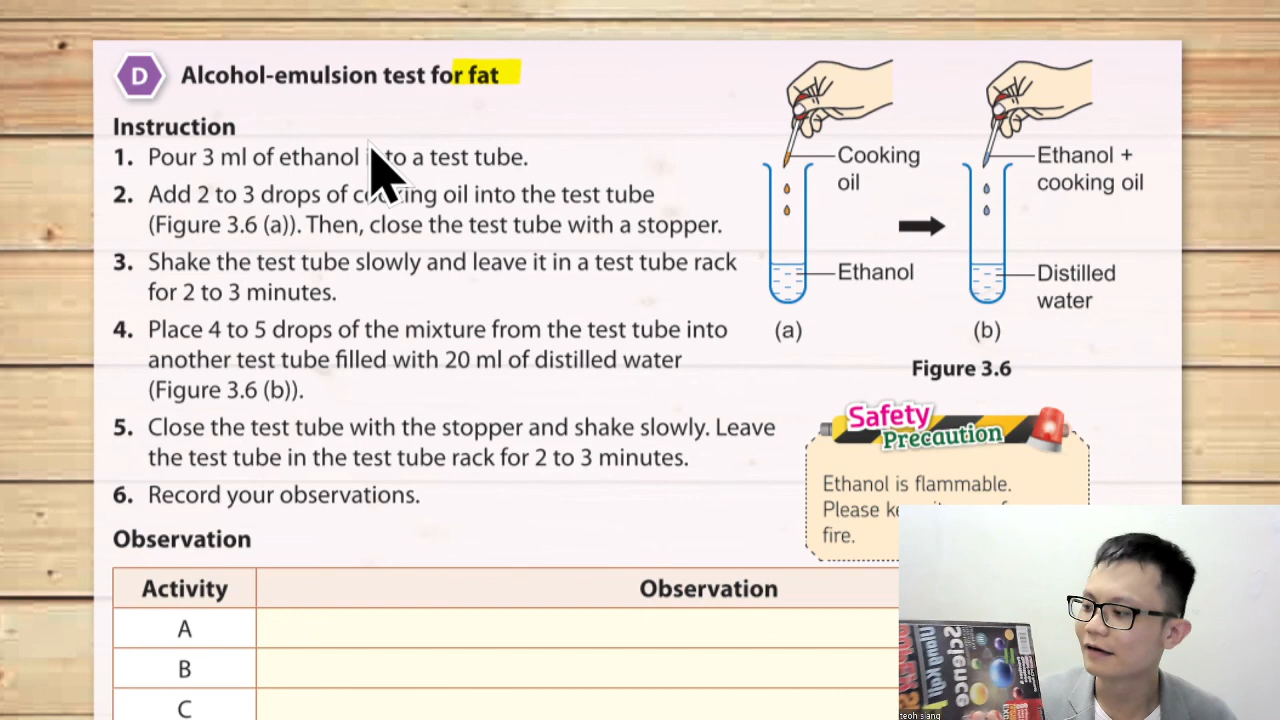 D Alcohol-emulsion test for fat
Instruction
1. Pour 3 ml of ethanol to a test tube.
2. Add 2 to 3 drops of cooking oil into the test tube
(Figure 3.6 (a)). Then, close the test tube with a stopper.
3. Shake the test tube slowly and leave it in a test tube rack
for 2 to 3 minutes.
4. Place 4 to 5 drops of the mixture from the test tube into
another test tube filled with 20 ml of distilled water
(Figure 3.6 (b)).
5. Close the test tube with the stopper and shake slowly. Leave
the test tube in the test tube rack for 2 to 3 minutes.
6. Record your observations.
Cooking
oil
Ethanol
(a)
Ethanol +
cooking oil
Distilled
water
(b)
Figure 3.6
Safety
Precaution
Ethanol is flammable.
Please
fire.
Observation
Activity Observation
A
B
C
Science
teoh siang